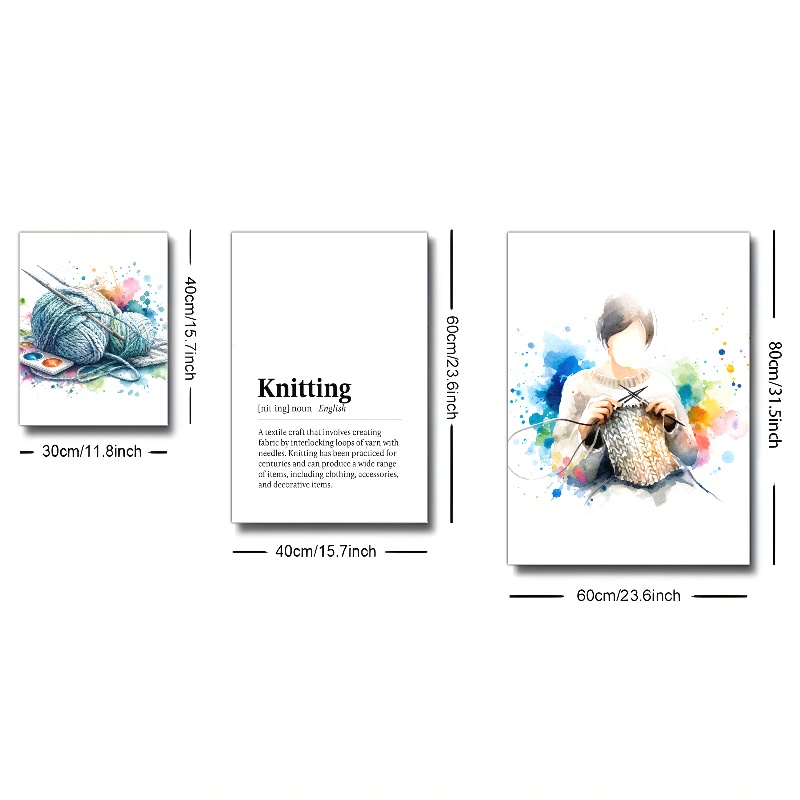 40cm/15.7inch
30cm/11.8inch
Knitting
[nit ing] noun English
A textile craft that involves creating
fabric by interlocking loops of yarn with
needles. Knitting has been practiced for
centuries and can produce a wide range
of items, including clothing, accessories,
and decorative items.
60cm/23.6inch
40cm/15.7inch
80cm/31.5inch
60cm/23.6inch